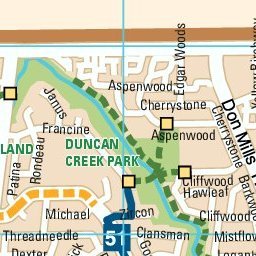 Edgar Woods
Aspenwood
Cherrystone
Don Mills
Janus
Francine
Aspenwood
Cherrystone
LAND
Rondeau
DUNCAN
CREEK PARK
Patina
Cliffwood
Hawleaf
Michael
Tircon
Cliffwood
Threadneedle
51
Clansman
Mistflow
Dexter